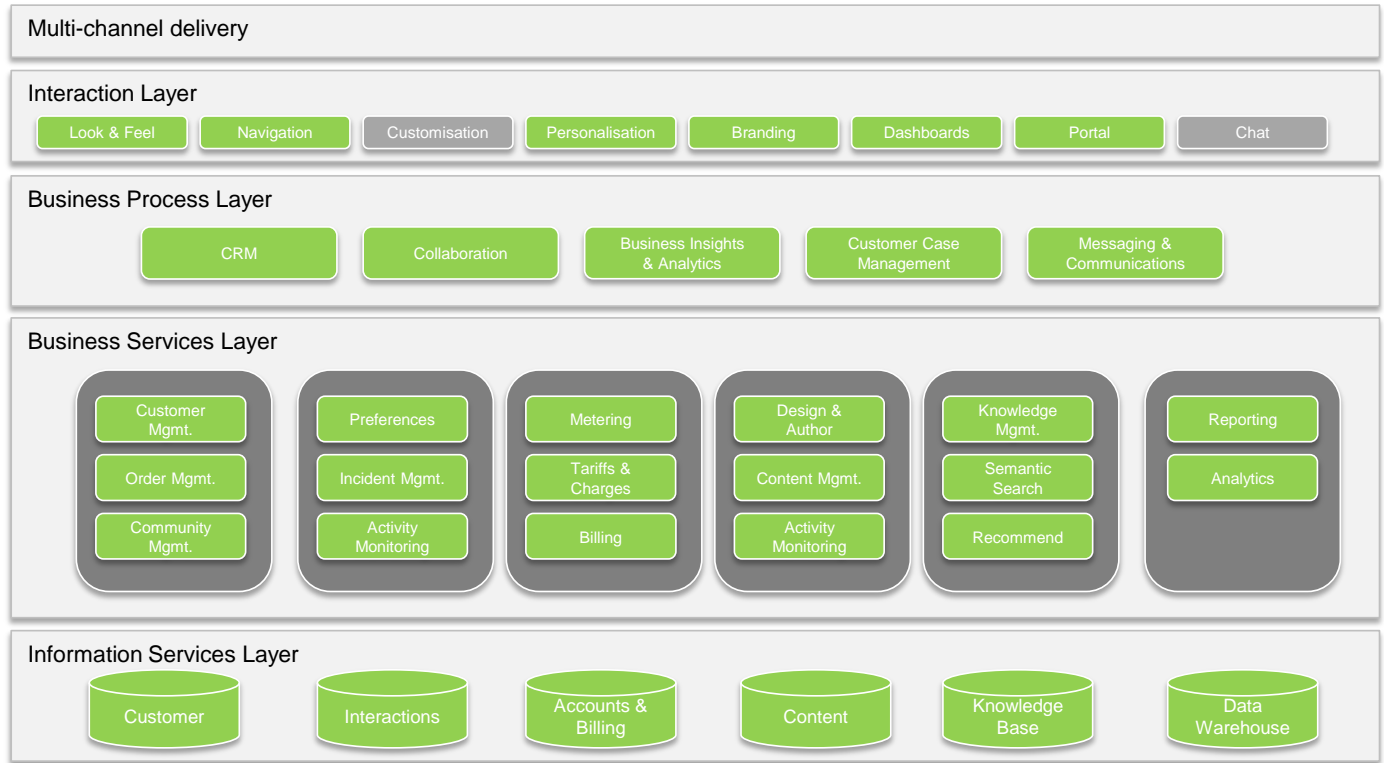 Multi-channel delivery
Interaction Layer
Look & Feel
Navigation
Customisation
Personalisation
Branding
Dashboards
Portal
Chat
Business Process Layer
CRM
Collaboration
Business Insights
& Analytics
Customer Case
Management
Messaging &
Communications
Business Services Layer
Customer
Mgmt.
Order Mgmt.
Community
Mgmt.
Preferences
Incident Mgmt.
Activity
Monitoring
Metering
Tariffs &
Charges
Billing
Design &
Author
Content Mgmt.
Activity
Monitoring
Knowledge
Mgmt.
Semantic
Search
Recommend
Reporting
Analytics
Information Services Layer
Customer
Interactions
Accounts &
Billing
Content
Knowledge
Base
Data
Warehouse